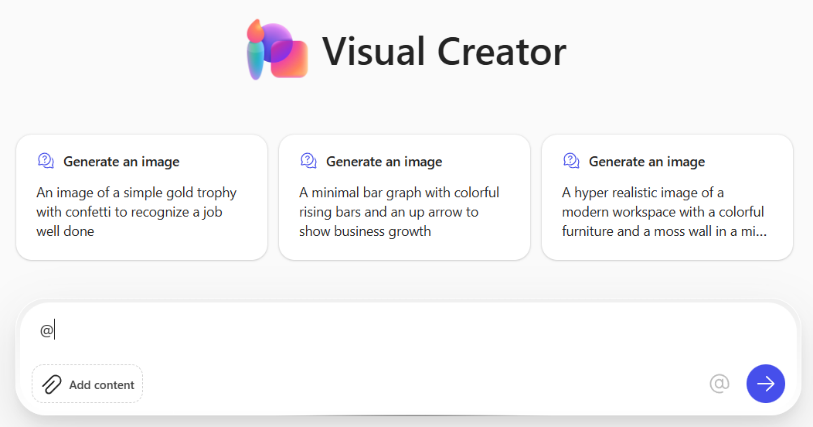 Visual Creator
Generate an image
An image of a simple gold trophy
with confetti to recognize a job
well done
Generate an image
A minimal bar graph with colorful
rising bars and an up arrow to
show business growth
Generate an image
A hyper realistic image of a
modern workspace with a colorful
furniture and a moss wall in a mi...
@
Add content
@